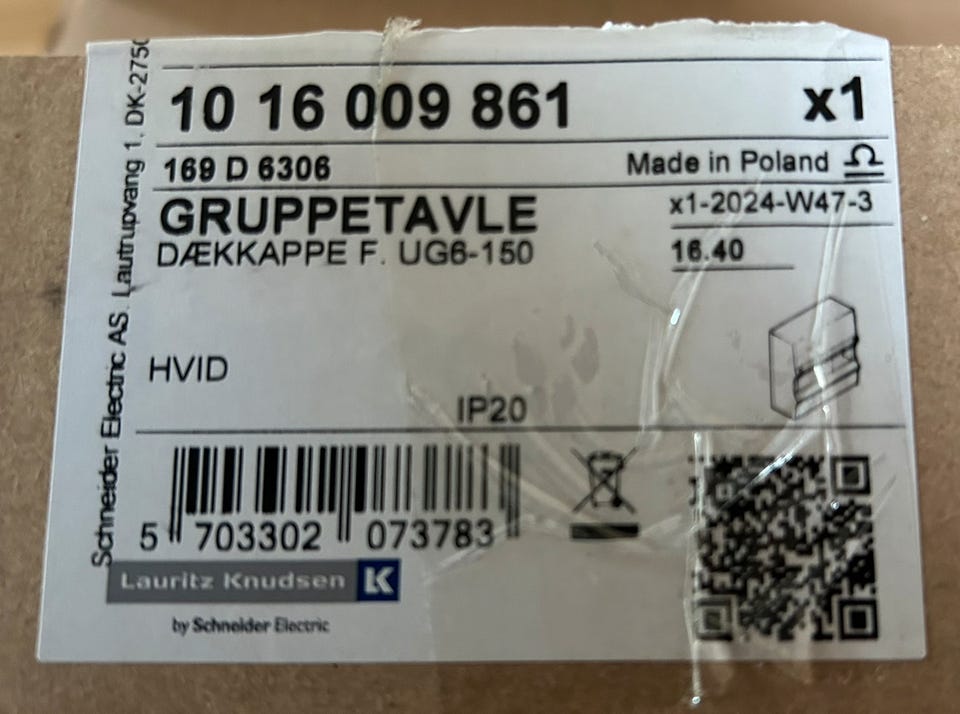 10 16 009 861 x1
169 D 6306 Made in Poland
GRUPPETAVLE x1-2024-W47-3
DÆKKAPPE F. UG6-150 16.40
HVID
IP20
5 703302 073783
Lauritz Knudsen LK
by Schneider Electric
Schneider Electric AS. Lautrupvang 1. DK-2750